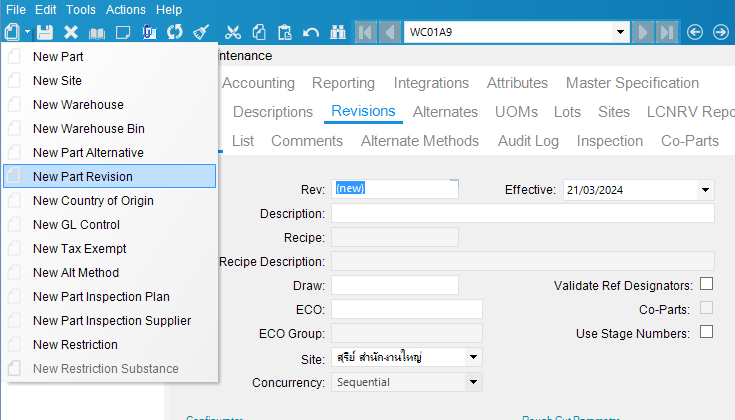 File Edit Tools Actions Help
WC01A9
New Part
New Site
New Warehouse
New Warehouse Bin
New Part Alternative
New Part Revision
New Country of Origin
New GL Control
New Tax Exempt
New Alt Method
New Part Inspection Plan
New Part Inspection Supplier
New Restriction
New Restriction Substance
ntenance
Accounting Reporting Integrations Attributes Master Specification
Descriptions Revisions Alternates UOMs Lots Sites LCNRV Repo
List Comments Alternate Methods Audit Log Inspection Co-Parts
Rev: (new) Effective: 21/03/2024
Description:
Recipe:
Recipe Description:
Draw: Validate Ref Designators:
ECO: Co-Parts:
ECO Group: Use Stage Numbers:
Site: สุรีย์ สำนักงานใหญ่
Concurrency: Sequential